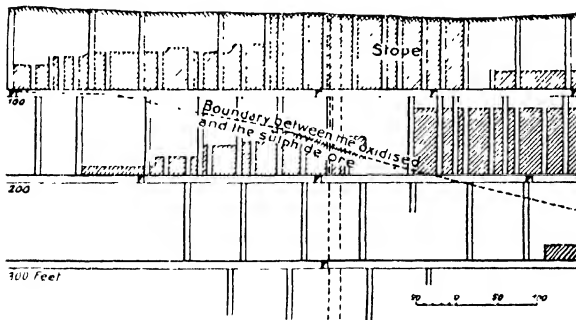 Stope
100
Boundary between the oxidised
and the sulphide ore
200
300 Feet
50 0 50 100